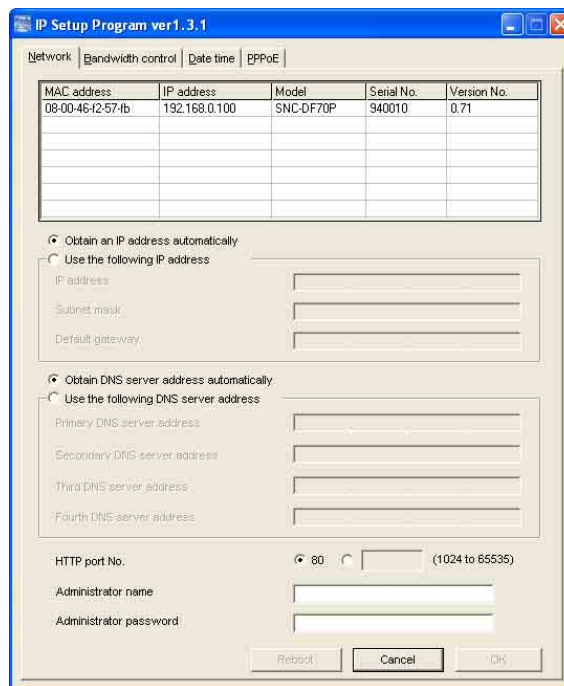 IP Setup Program ver1.3.1
Network Bandwidth control Date time PPPoE
MAC address IP address Model Serial No. Version No.
08-00-46-f2-57-fb 192.168.0.100 SNC-DF70P 940010 0.71
Obtain an IP address automatically
Use the following IP address
IP address
Subnet mask
Default gateway
Obtain DNS server address automatically
Use the following DNS server address
Primary DNS server address
Secondary DNS server address
Third DNS server address
Fourth DNS server address
HTTP port No. 80 (1024 to 65535)
Administrator name
Administrator password
Reboot Cancel OK